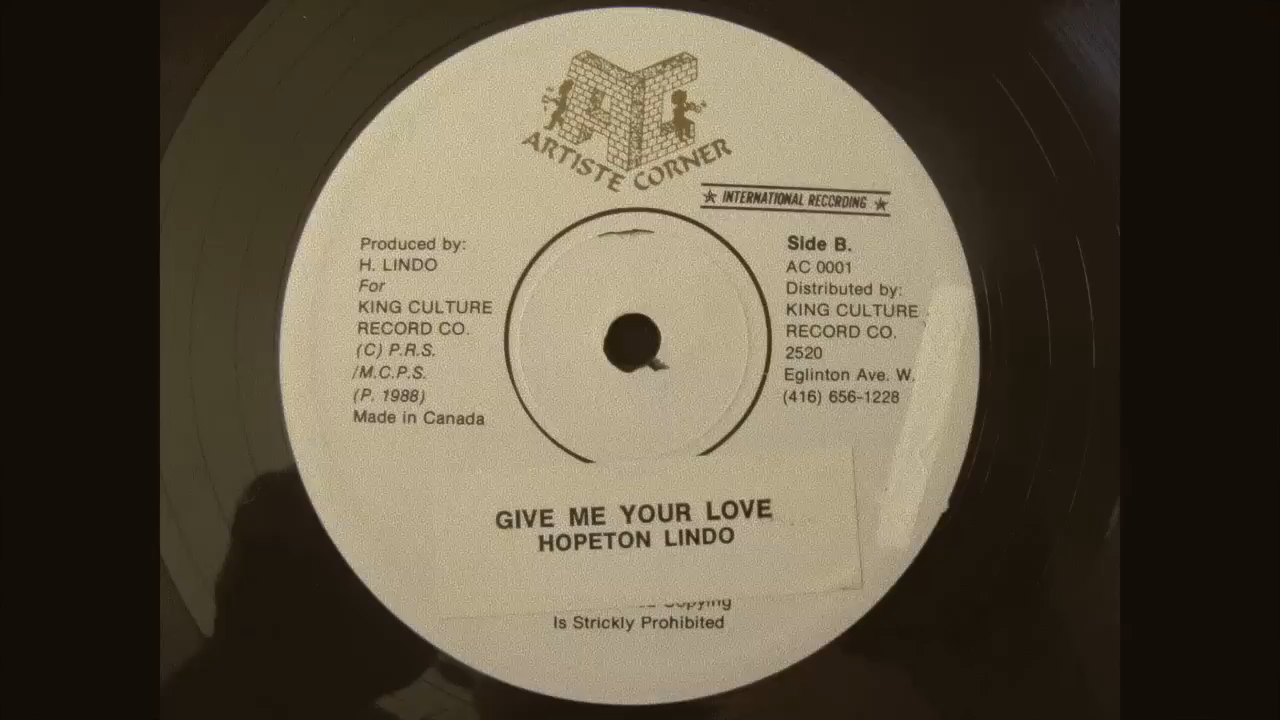 AC
ARTISTE CORNER
★ INTERNATIONAL RECORDING ★
Produced by:
H. LINDO
For
KING CULTURE
RECORD CO.
(C) P.R.S.
/M.C.P.S.
(P. 1988)
Made in Canada
Side B.
AC 0001
Distributed by:
KING CULTURE
RECORD CO.
2520
Eglinton Ave. W.
(416) 656-1228
GIVE ME YOUR LOVE
HOPETON LINDO
Copying
Is Strickly Prohibited